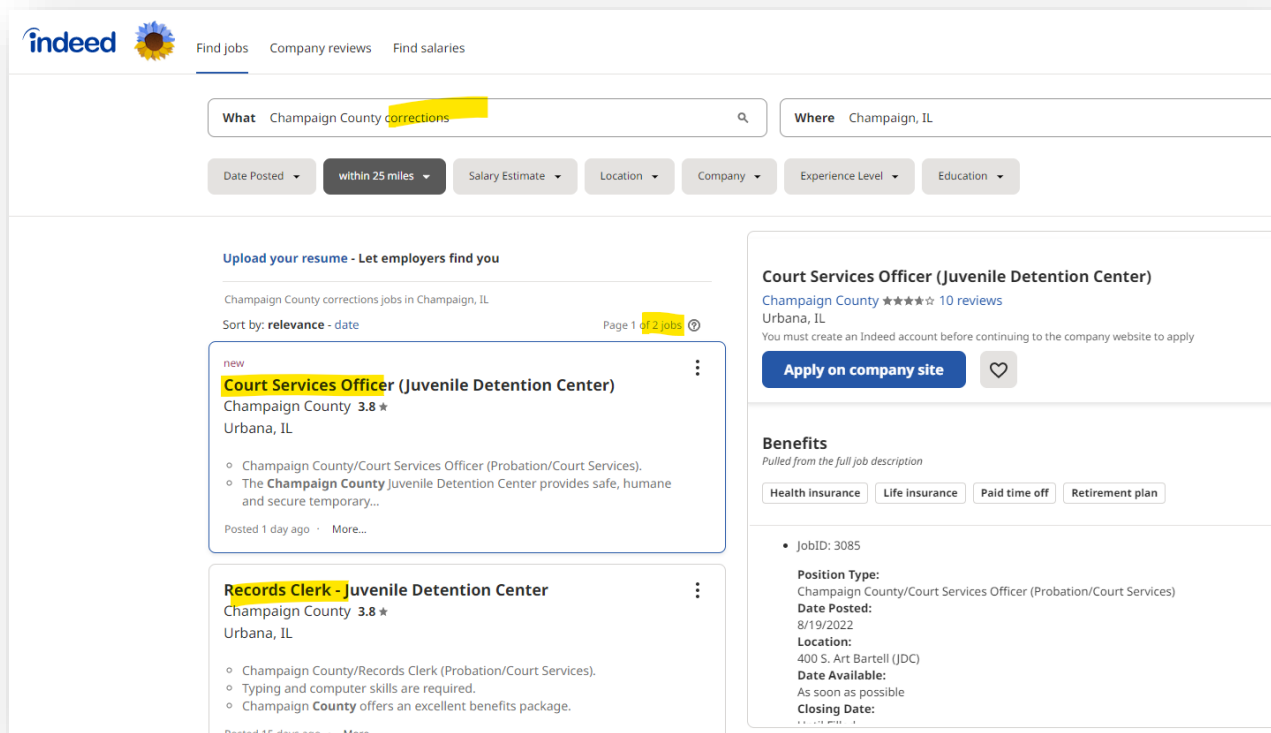 indeed
Find jobs Company reviews Find salaries
What Champaign County corrections
Where Champaign, IL
Date Posted within 25 miles Salary Estimate Location Company Experience Level Education
Upload your resume - Let employers find you
Champaign County corrections jobs in Champaign, IL
Sort by: relevance - date
Page 1 of 2 jobs
new
Court Services Officer (Juvenile Detention Center)
Champaign County 3.8
Urbana, IL
Champaign County/Court Services Officer (Probation/Court Services).
The Champaign County Juvenile Detention Center provides safe, humane
and secure temporary...
Posted 1 day ago · More...
Records Clerk - Juvenile Detention Center
Champaign County 3.8
Urbana, IL
Champaign County/Records Clerk (Probation/Court Services).
Typing and computer skills are required.
Champaign County offers an excellent benefits package.
Posted 15 days ago · More...
Court Services Officer (Juvenile Detention Center)
Champaign County 10 reviews
Urbana, IL
You must create an Indeed account before continuing to the company website to apply
Apply on company site
Benefits
Pulled from the full job description
Health insurance Life insurance Paid time off Retirement plan
JobID: 3085
Position Type:
Champaign County/Court Services Officer (Probation/Court Services)
Date Posted:
8/19/2022
Location:
400 S. Art Bartell (JDC)
Date Available:
As soon as possible
Closing Date: